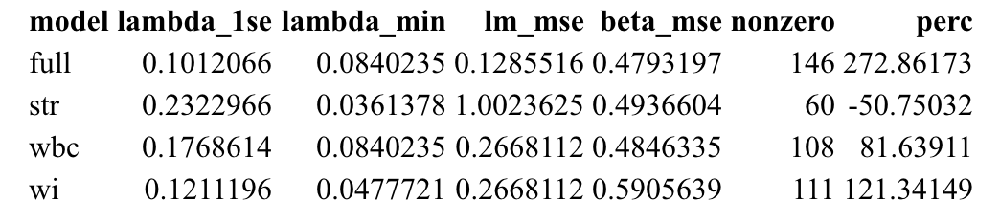 model lambda_1se lambda_min lm_mse beta_mse nonzero perc
full 0.1012066 0.0840235 0.1285516 0.4793197 146 272.86173
str 0.2322966 0.0361378 1.0023625 0.4936604 60 -50.75032
wbc 0.1768614 0.0840235 0.2668112 0.4846335 108 81.63911
wi 0.1211196 0.0477721 0.2668112 0.5905639 111 121.34149